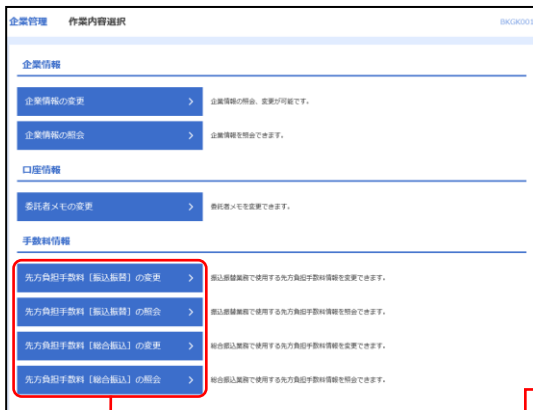 企業管理 作業内容選択 BKGK001
企業情報
企業情報の変更 企業情報の照会、変更が可能です。
企業情報の照会 企業情報を照会できます。
口座情報
委託者メモの変更 委託者メモを変更できます。
手数料情報
先方負担手数料［振込振替］の変更 振込振替業務で使用する先方負担手数料情報を変更できます。
先方負担手数料［振込振替］の照会 振込振替業務で使用する先方負担手数料情報を照会できます。
先方負担手数料［総合振込］の変更 総合振込業務で使用する先方負担手数料情報を変更できます。
先方負担手数料［総合振込］の照会 総合振込業務で使用する先方負担手数料情報を照会できます。